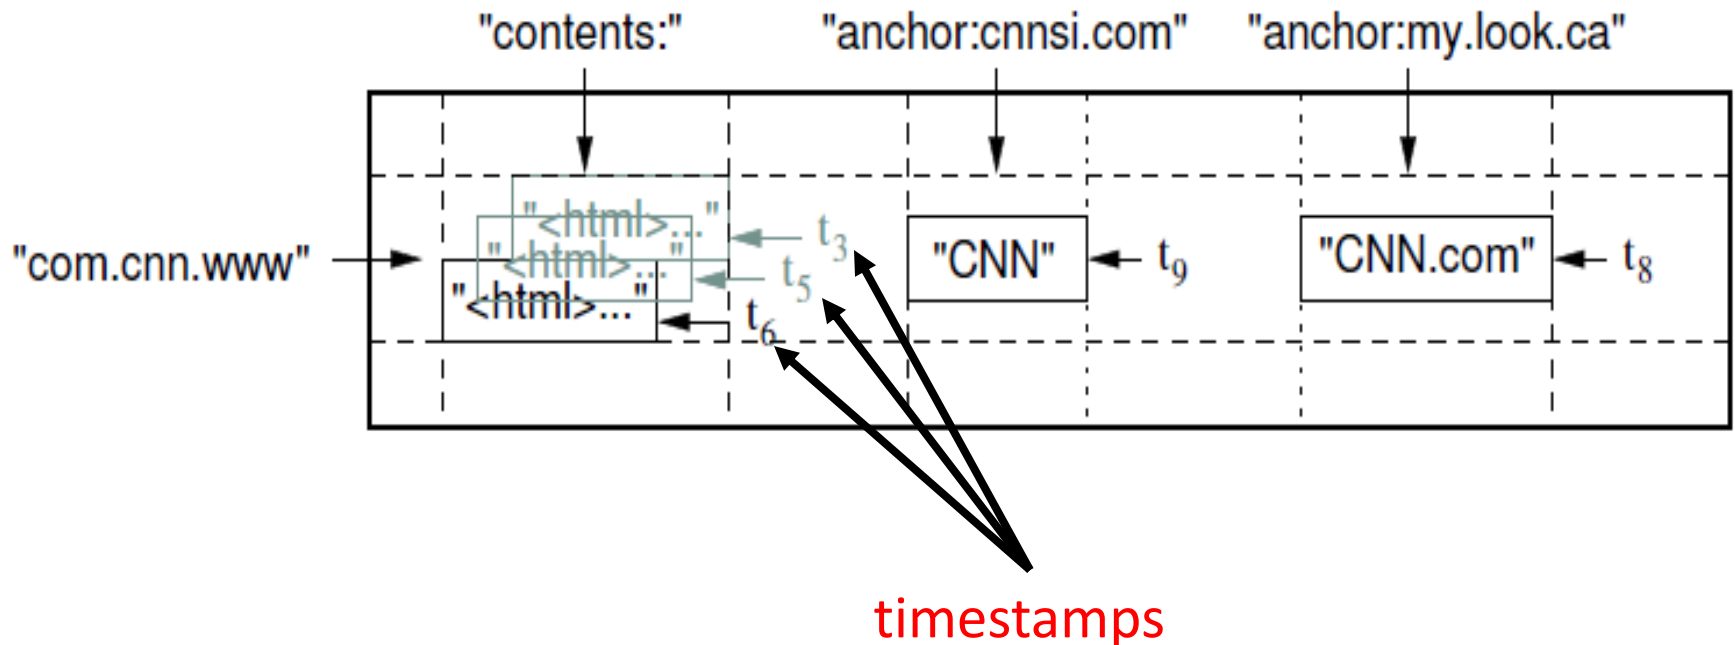 "contents:" "anchor:cnnsi.com" "anchor:my.look.ca"
"<html>..." t3
"com.cnn.www" "<html>..." t5 "CNN" t9 "CNN.com" t8
"<html>..." t6
timestamps